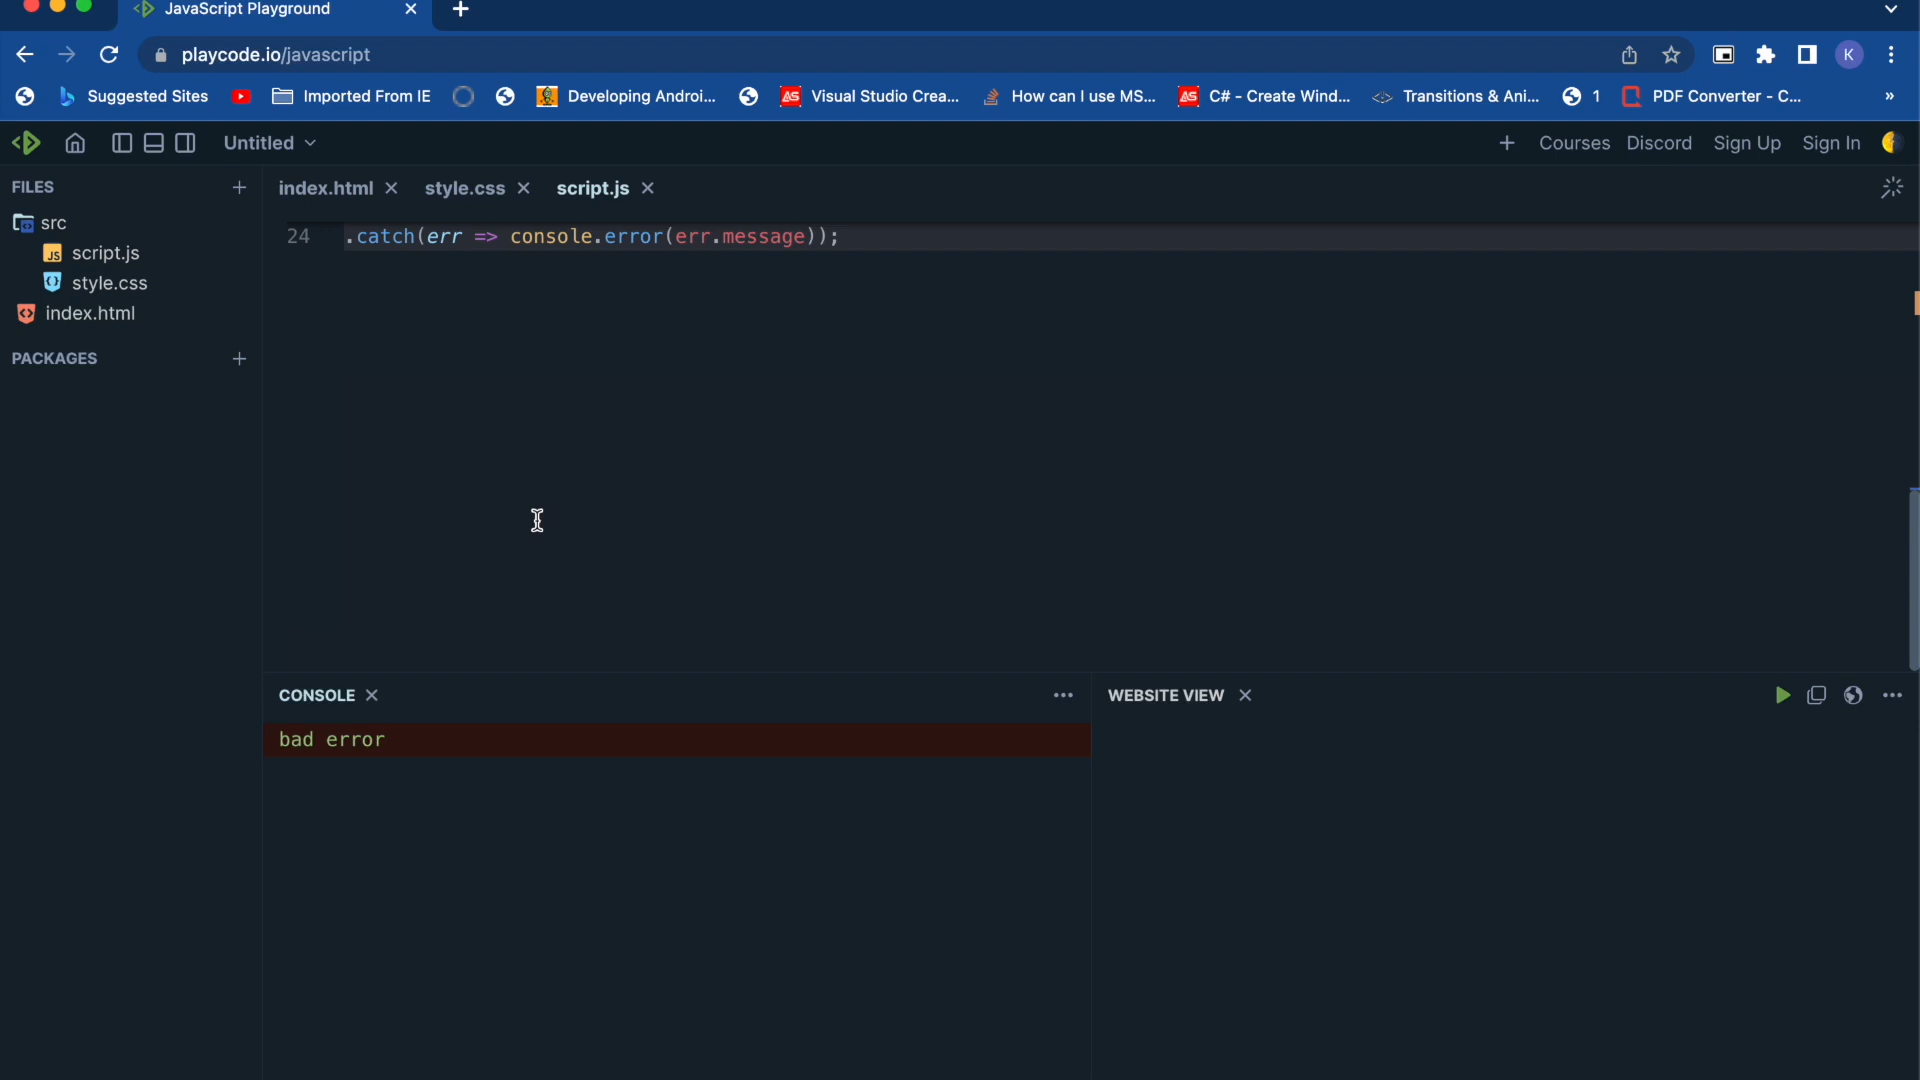 JavaScript Playground
playcode.io/javascript
K
Suggested Sites
Imported From IE
Developing Androi...
Visual Studio Crea...
How can I use MS...
C# - Create Wind...
Transitions & Ani...
1
PDF Converter - C...
»
Untitled
Courses
Discord
Sign Up
Sign In
FILES
index.html
style.css
script.js
src
24 .catch(err => console.error(err.message));
script.js
style.css
index.html
PACKAGES
CONSOLE
WEBSITE VIEW
bad error